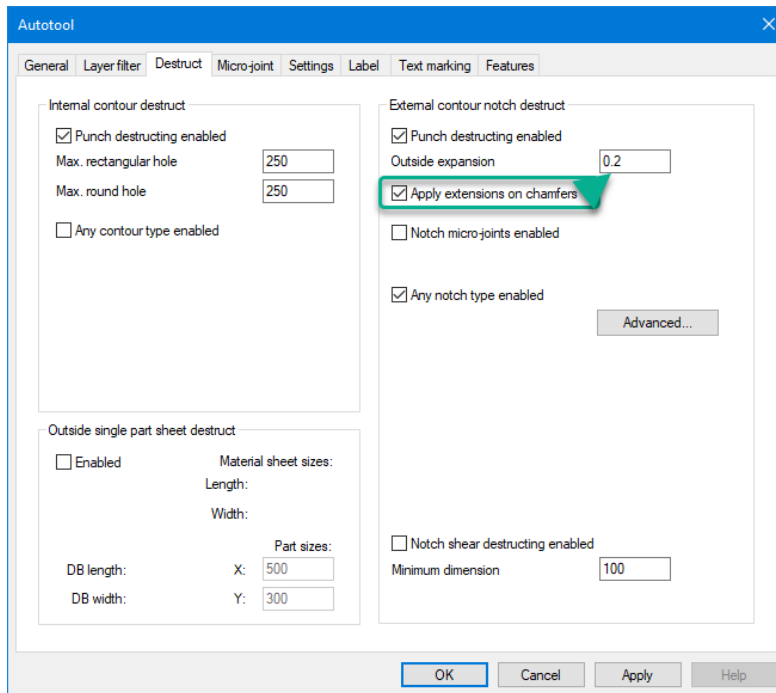 Autotool
General Layer filter Destruct Micro-joint Settings Label Text marking Features
Internal contour destruct
Punch destructing enabled
Max. rectangular hole 250
Max. round hole 250
Any contour type enabled
External contour notch destruct
Punch destructing enabled
Outside expansion 0.2
Apply extensions on chamfers
Notch micro-joints enabled
Any notch type enabled
Advanced...
Outside single part sheet destruct
Enabled Material sheet sizes:
Length:
Width:
Part sizes:
DB length: X: 500
DB width: Y: 300
Notch shear destructing enabled
Minimum dimension 100
OK Cancel Apply Help